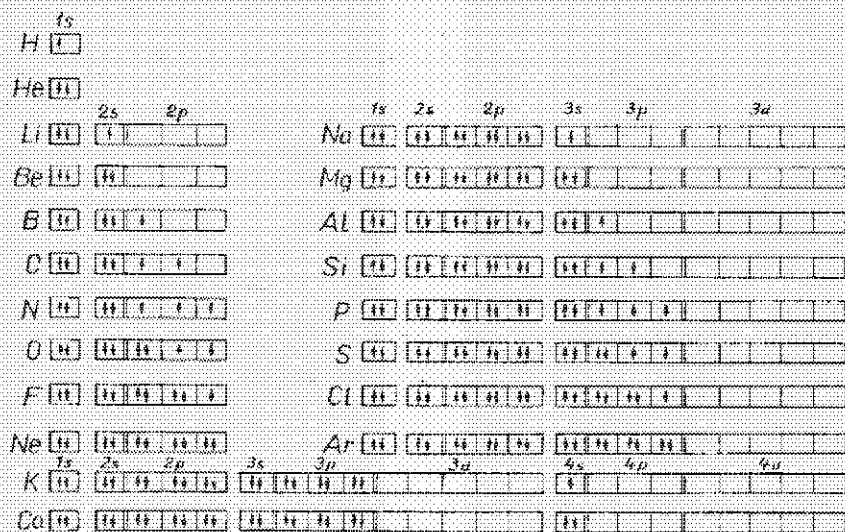 1s
H
He
2s 2p 1s 2s 2p 3s 3p 3d
Li Na
Be Mg
B Al
C Si
N P
O S
F Cl
Ne Ar
1s 2s 2p 3s 3p 3d 4s 4p 4d
K
Ca